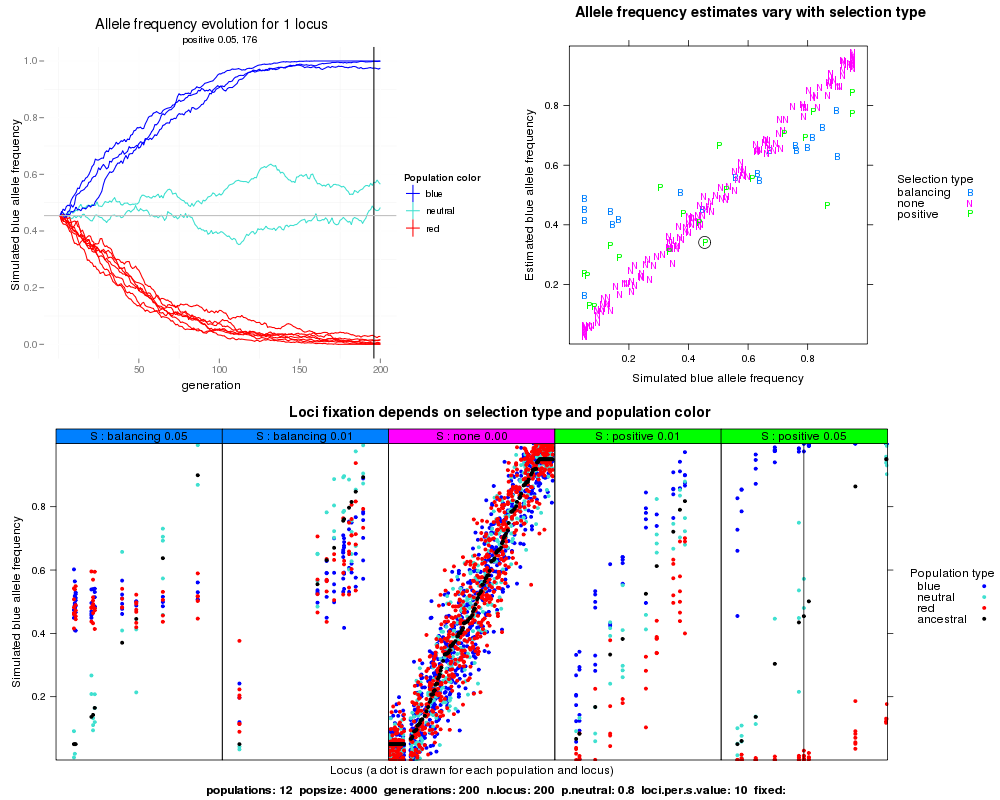 Allele frequency evolution for 1 locus
positive 0.05, 176
Simulated blue allele frequency
1.0
0.8
0.6
0.4
0.2
0.0
50
100
150
200
generation
Population color
blue
neutral
red
Allele frequency estimates vary with selection type
Estimated blue allele frequency
0.8
0.6
0.4
0.2
0.2
0.4
0.6
0.8
Simulated blue allele frequency
Selection type
balancing B
none N
positive P
Loci fixation depends on selection type and population color
S : balancing 0.05
S : balancing 0.01
S : none 0.00
S : positive 0.01
S : positive 0.05
Simulated blue allele frequency
0.8
0.6
0.4
0.2
Locus (a dot is drawn for each population and locus)
Population type
blue
neutral
red
ancestral
populations: 12 popsize: 4000 generations: 200 n.locus: 200 p.neutral: 0.8 loci.per.s.value: 10 fixed: